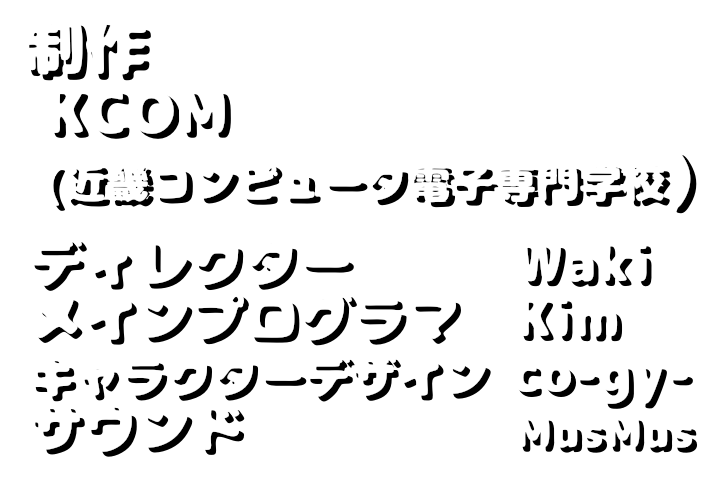 制作
KCOM
(近畿コンピュータ電子専門学校)
ディレクター Waki
メインプログラマ Kim
キャラクターデザイン co-gy-
サウンド MusMus